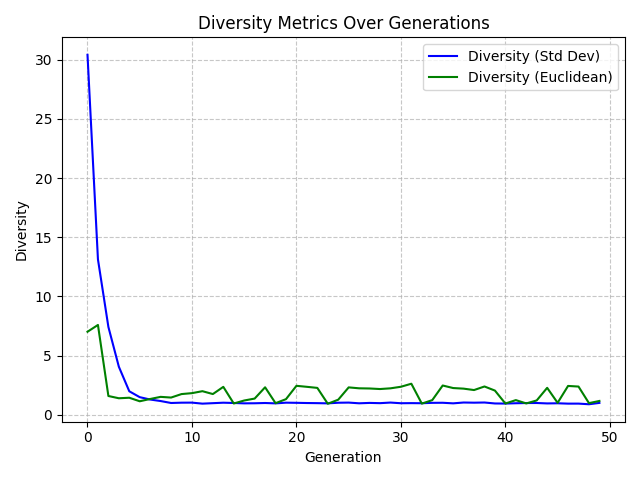 Diversity Metrics Over Generations
Diversity (Std Dev)
Diversity (Euclidean)
Diversity
30
25
20
15
10
5
0
0 10 20 30 40 50
Generation